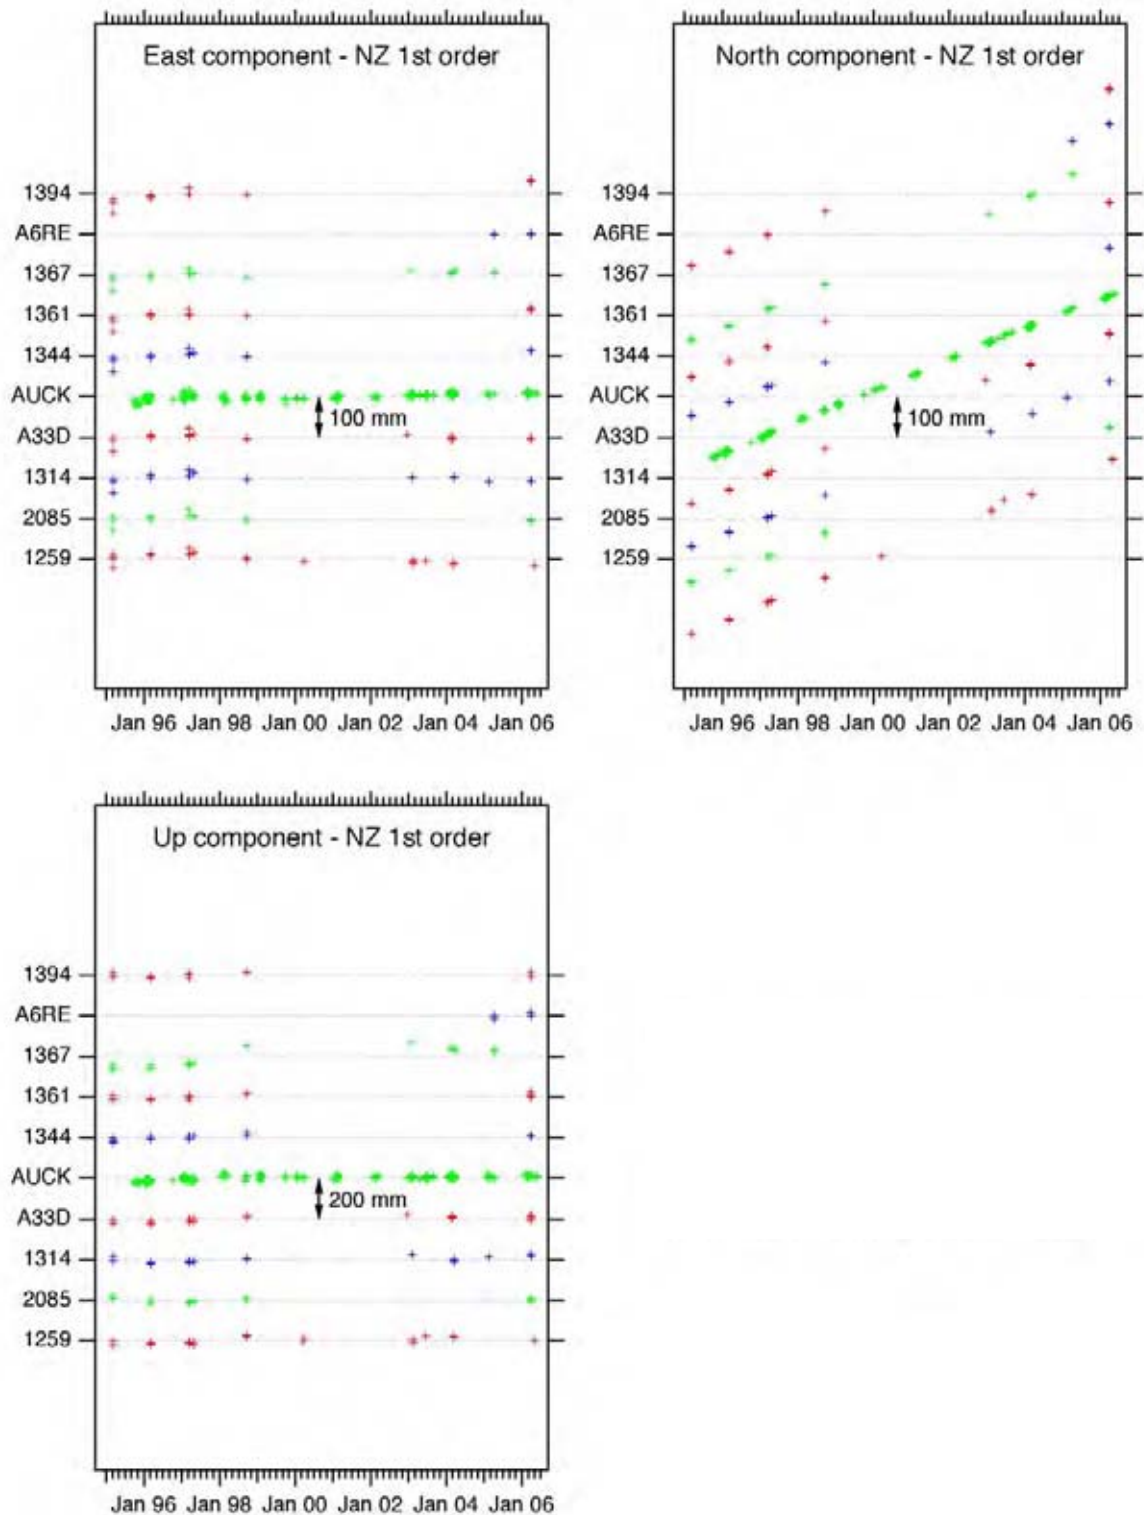 East component - NZ 1st order
1394
A6RE
1367
1361
1344
AUCK
A33D
1314
2085
1259
100 mm
Jan 96 Jan 98 Jan 00 Jan 02 Jan 04 Jan 06
North component - NZ 1st order
1394
A6RE
1367
1361
1344
AUCK
A33D
1314
2085
1259
100 mm
Jan 96 Jan 98 Jan 00 Jan 02 Jan 04 Jan 06
Up component - NZ 1st order
1394
A6RE
1367
1361
1344
AUCK
A33D
1314
2085
1259
200 mm
Jan 96 Jan 98 Jan 00 Jan 02 Jan 04 Jan 06